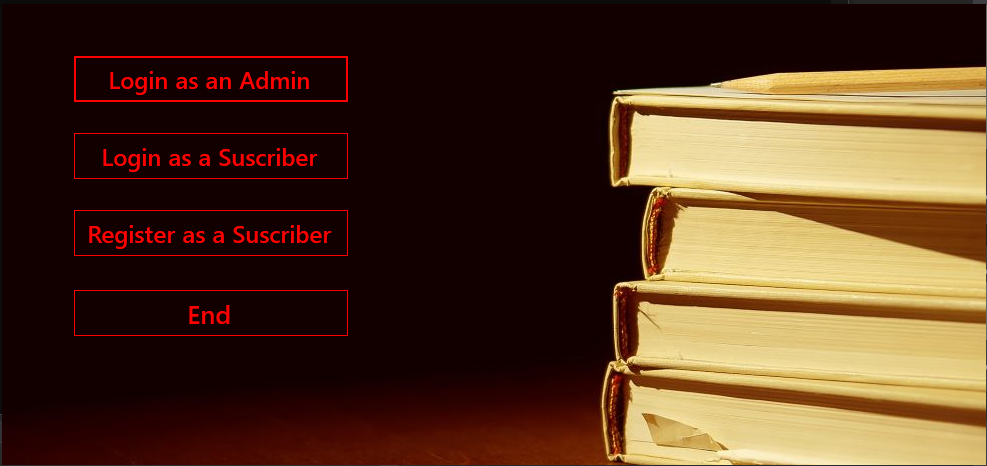 Login as an Admin
Login as a Suscriber
Register as a Suscriber
End